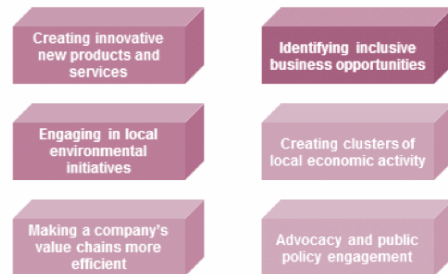 Creating innovative
new products and
services
Identifying inclusive
business opportunities
Engaging in local
environmental
initiatives
Creating clusters of
local economic activity
Making a company's
value chains more
efficient
Advocacy and public
policy engagement